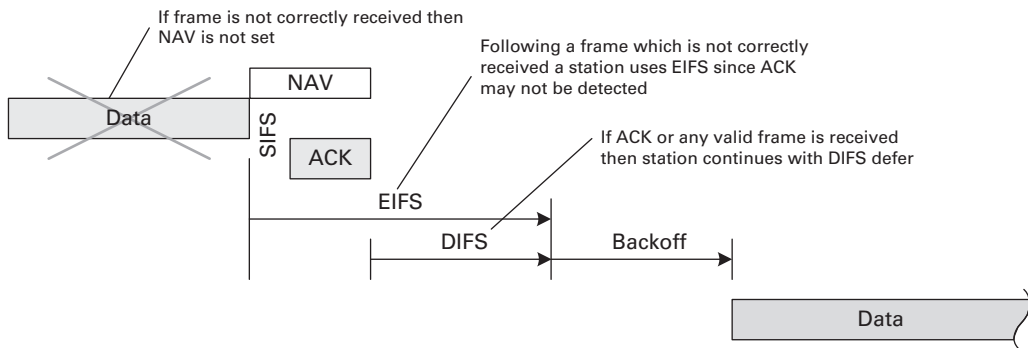 If frame is not correctly received then
NAV is not set
Following a frame which is not correctly
received a station uses EIFS since ACK
may not be detected
NAV
Data
SIFS
If ACK or any valid frame is received
then station continues with DIFS defer
ACK
EIFS
DIFS
Backoff
Data